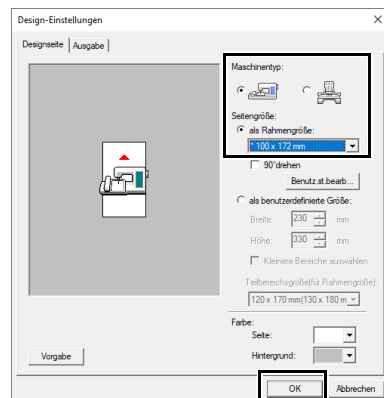 Design-Einstellungen
Designseite
Ausgabe
Maschinentyp:
Seitengröße:
als Rahmengröße:
* 100 x 172 mm
90°drehen
Benutz.st.bearb...
als benutzerdefinierte Größe:
Breite: 230 mm
Höhe: 330 mm
Kleinere Bereiche auswählen
Teilbereichsgröße(für Rahmengröße)
120 x 170 mm(130 x 180 m
Farbe:
Seite:
Hintergrund:
Vorgabe
OK
Abbrechen